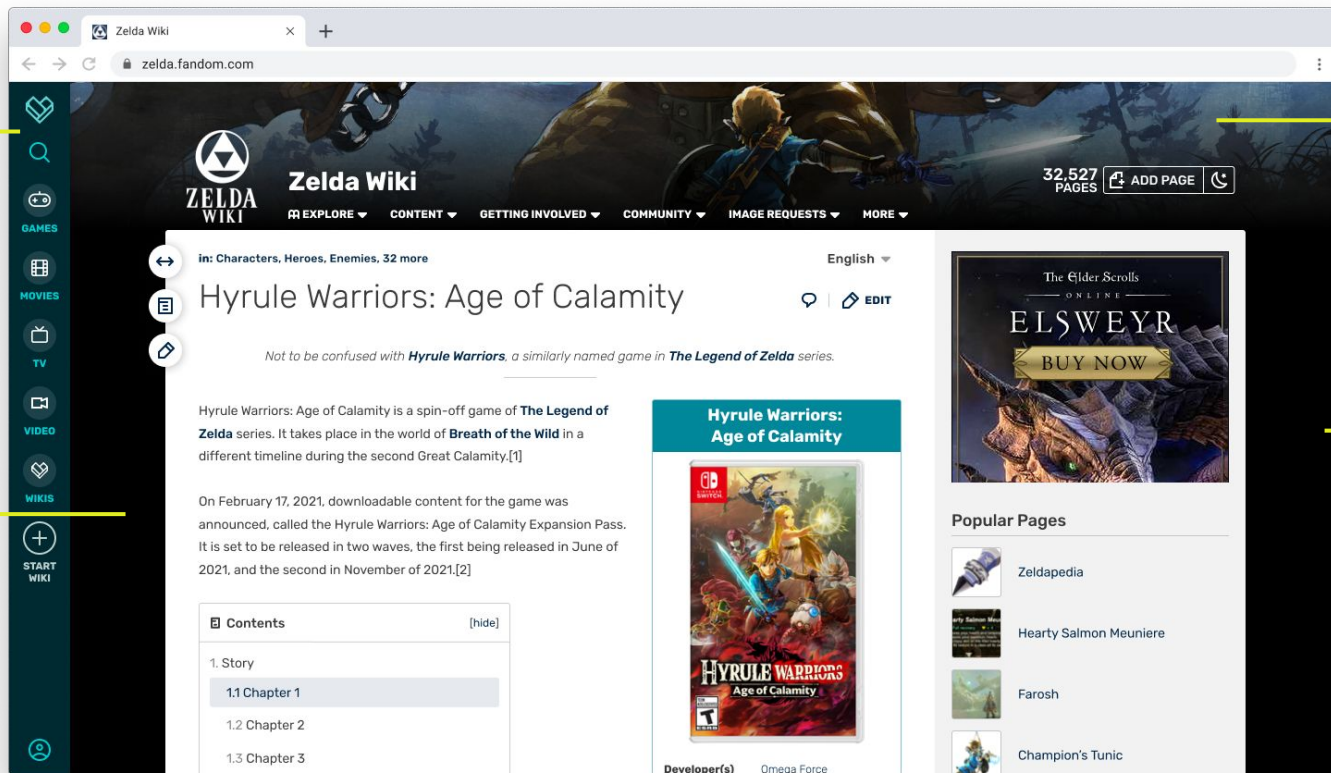 Zelda Wiki
zelda.fandom.com
GAMES
MOVIES
TV
VIDEO
WIKIS
START
WIKI
ZELDA
WIKI
Zelda Wiki
EXPLORE
CONTENT
GETTING INVOLVED
COMMUNITY
IMAGE REQUESTS
MORE
32,527
PAGES
ADD PAGE
in: Characters, Heroes, Enemies, 32 more
English
Hyrule Warriors: Age of Calamity
EDIT
Not to be confused with Hyrule Warriors, a similarly named game in The Legend of Zelda series.
Hyrule Warriors: Age of Calamity is a spin-off game of The Legend of
Zelda series. It takes place in the world of Breath of the Wild in a
different timeline during the second Great Calamity.[1]
On February 17, 2021, downloadable content for the game was
announced, called the Hyrule Warriors: Age of Calamity Expansion Pass.
It is set to be released in two waves, the first being released in June of
2021, and the second in November of 2021.[2]
Contents [hide]
1. Story
1.1 Chapter 1
1.2 Chapter 2
1.3 Chapter 3
Hyrule Warriors:
Age of Calamity
NINTENDO
SWITCH
HYRULE WARRIORS
Age of Calamity
T
ESRB
Developer(s) Omega Force
The Elder Scrolls
ONLINE
ELSWEYR
BUY NOW
Popular Pages
Zeldapedia
Hearty Salmon Meuniere
Farosh
Champion's Tunic